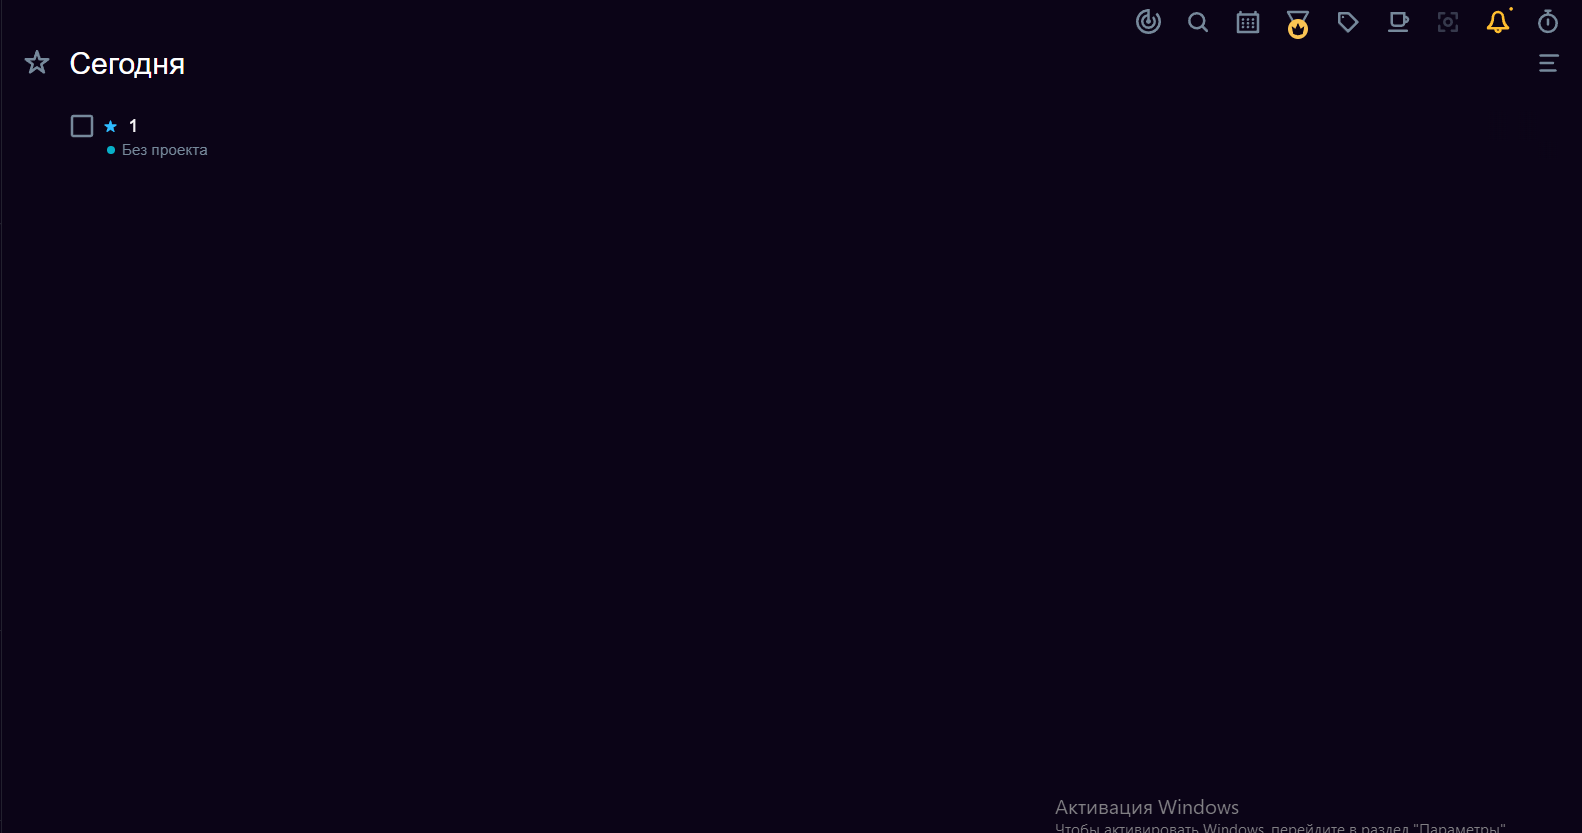 Сегодня
1
Без проекта
Активация Windows
Чтобы активировать Windows, перейдите в раздел "Параметры".